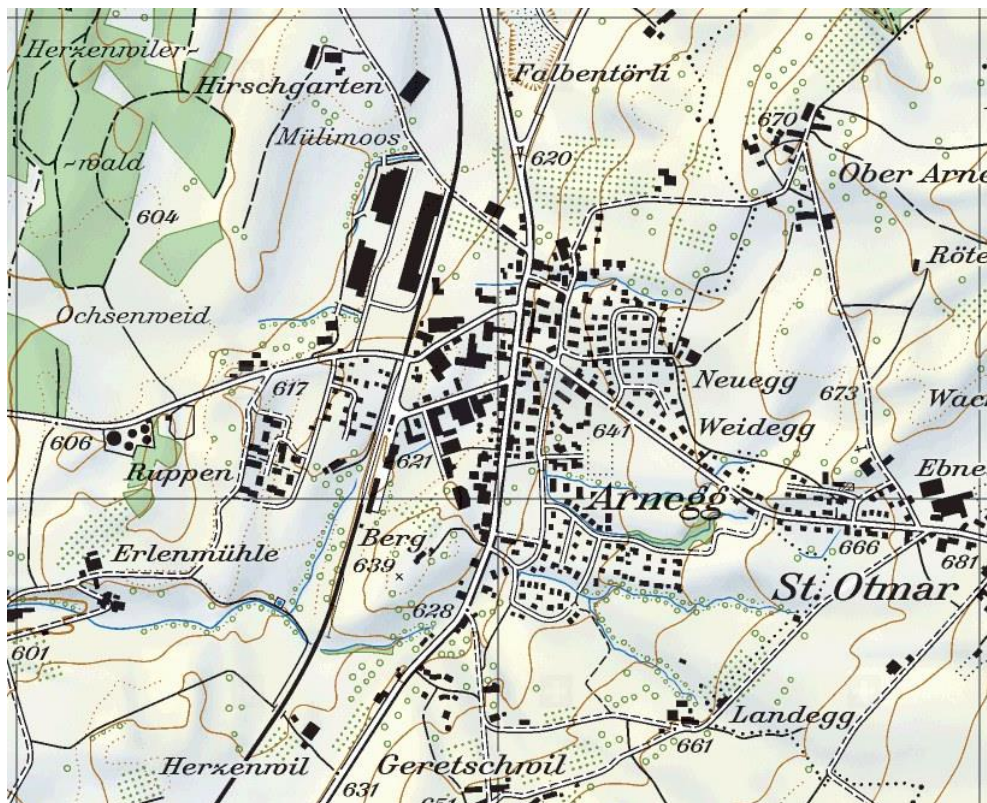 Herzenwiler-
Hirschgarten
Falbentörli
Mülimoos
670
-wald
620
Ober Arne
604
Röte
Ochsenweid
617
Neuegg
673
Wach
606
641
Weidegg
621
Ruppen
Ebne
Arnegg
Berg
Erlenmühle
639
666
681
St. Otmar
628
601
Landegg
661
Herzenwil
Geretschwil
631
651